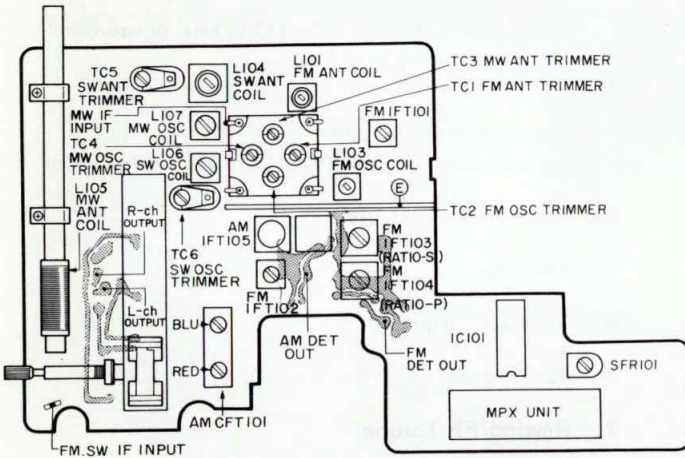 TC5
SW ANT
TRIMMER
L104
SW ANT
COIL
L101
FM ANT COIL
TC3 MW ANT TRIMMER
TC1 FM ANT TRIMMER
MW IF
INPUT
L107
MW OSC
COIL
FM IFT101
TC4
MW OSC
TRIMMER
L106
SW OSC
COIL
L103
FM OSC COIL
E
L105
MW
ANT
COIL
R-ch
OUTPUT
TC2 FM OSC TRIMMER
TC6
SW OSC
TRIMMER
AM
IFT105
FM
IFT103
(RATIO-S)
FM
IFT104
(RATIO-P)
L-ch
OUTPUT
FM
IFT102
AM DET
OUT
BLU
RED
FM
DET OUT
IC101
SFR101
AM CFT101
MPX UNIT
FM. SW IF INPUT